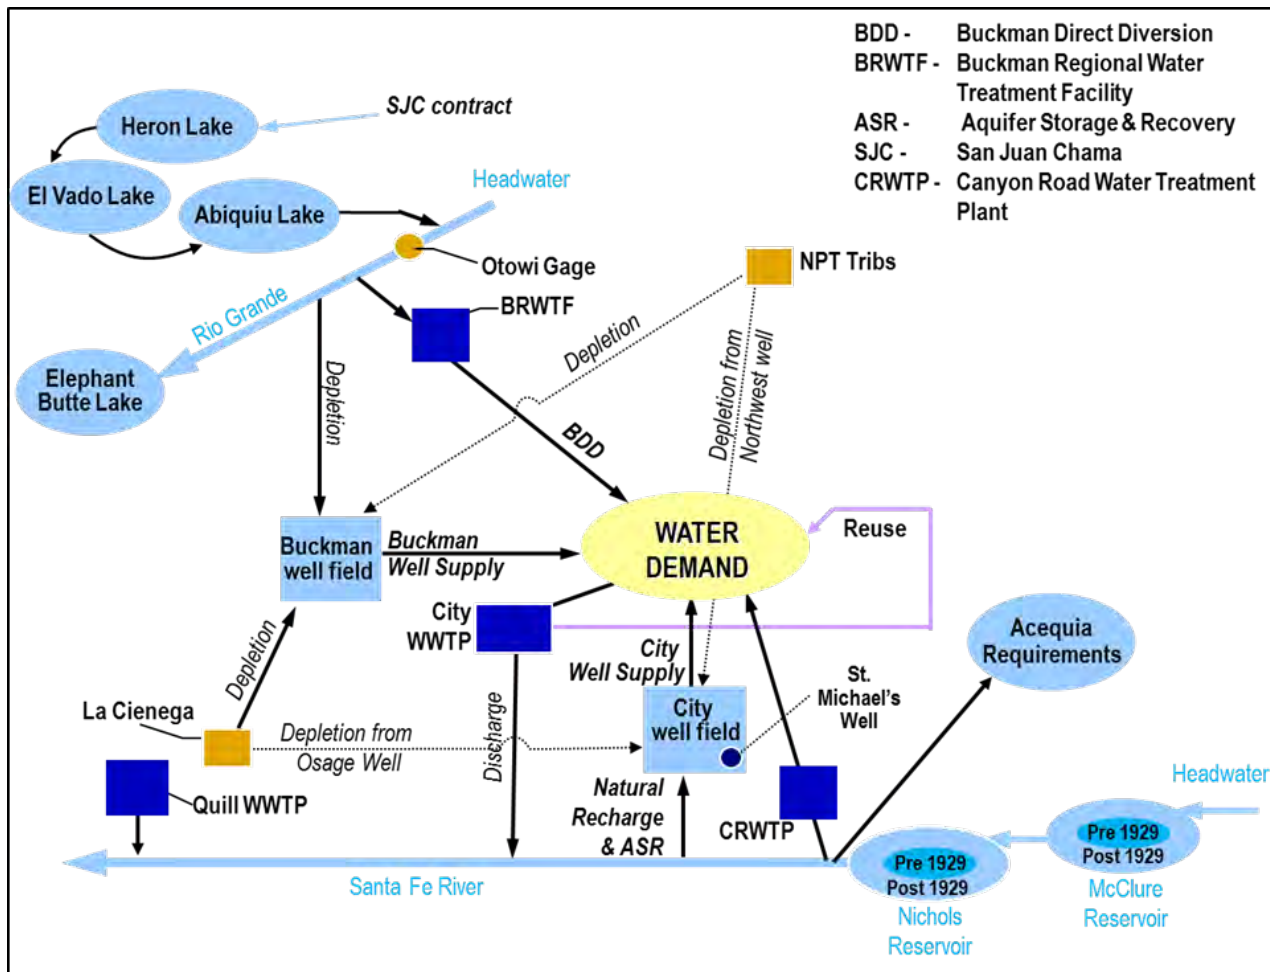 BDD - Buckman Direct Diversion
BRWTF - Buckman Regional Water
Treatment Facility
ASR - Aquifer Storage & Recovery
SJC - San Juan Chama
CRWTP - Canyon Road Water Treatment
Plant
SJC contract
Heron Lake
El Vado Lake
Abiquiu Lake
Headwater
Otowi Gage
NPT Tribs
Rio Grande
BRWTF
Elephant
Butte Lake
Depletion
Depletion
Depletion from
Northwest well
BDD
Buckman
well field
Buckman
Well Supply
WATER
DEMAND
Reuse
City
WWTP
City
Well Supply
Acequia
Requirements
Depletion
La Cienega
Depletion from
Osage Well
Discharge
City
well field
St.
Michael's
Well
Quill WWTP
Natural
Recharge
& ASR
CRWTP
Headwater
Pre 1929
Post 1929
Pre 1929
Post 1929
Santa Fe River
Nichols
Reservoir
McClure
Reservoir